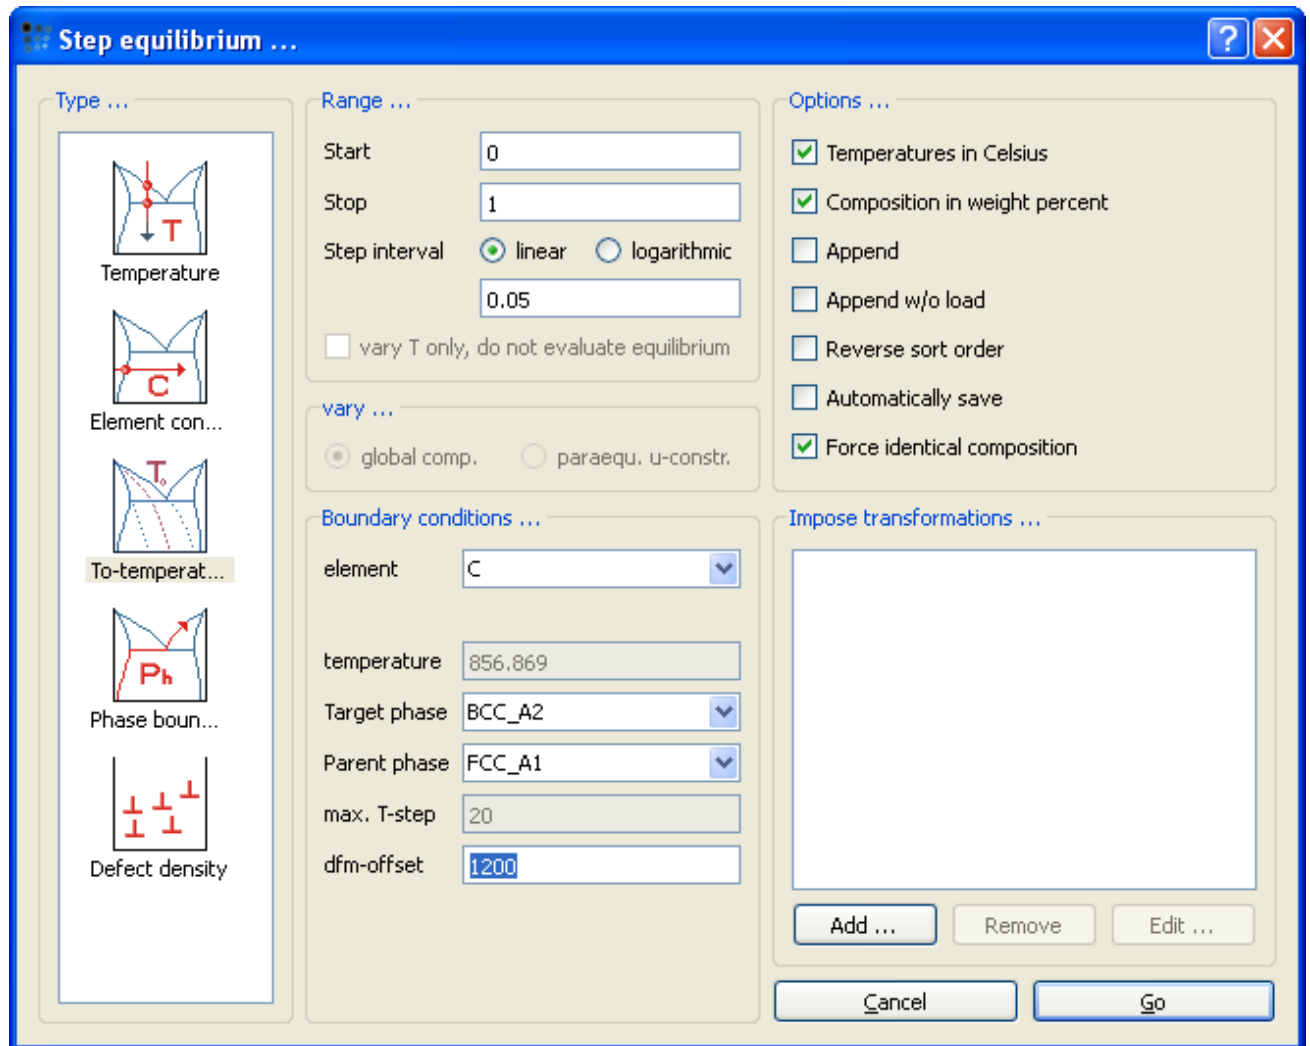 Step equilibrium ...
Type ...
T
Temperature
C
Element con...
To
To-temperat...
Ph
Phase boun...
Defect density
Range ...
Start 0
Stop 1
Step interval linear logarithmic
0.05
vary T only, do not evaluate equilibrium
vary ...
global comp. paraequ. u-constr.
Boundary conditions ...
element C
temperature 856.869
Target phase BCC_A2
Parent phase FCC_A1
max. T-step 20
dfm-offset 1200
Options ...
Temperatures in Celsius
Composition in weight percent
Append
Append w/o load
Reverse sort order
Automatically save
Force identical composition
Impose transformations ...
Add ... Remove Edit ...
Cancel Go